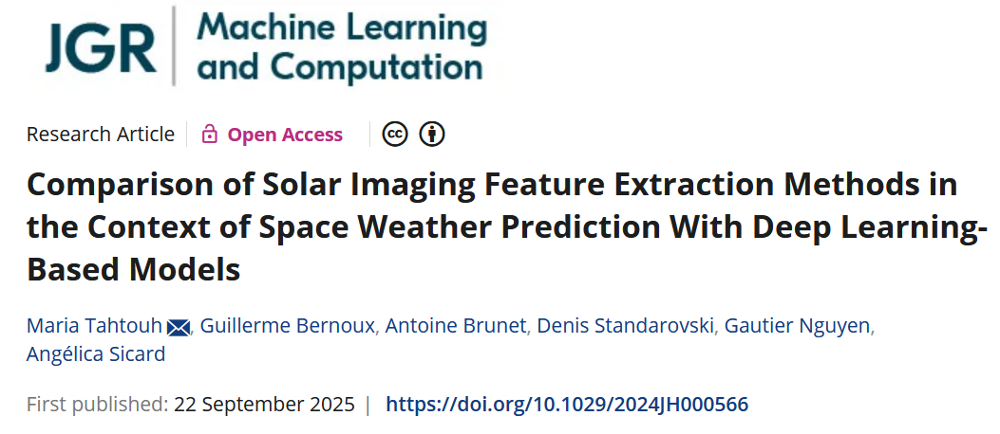 JGR Machine Learning
and Computation
Research Article Open Access cc
Comparison of Solar Imaging Feature Extraction Methods in
the Context of Space Weather Prediction With Deep Learning-
Based Models
Maria Tahtouh, Guillerme Bernoux, Antoine Brunet, Denis Standarovski, Gautier Nguyen,
Angélica Sicard
First published: 22 September 2025 | https://doi.org/10.1029/2024JH000566